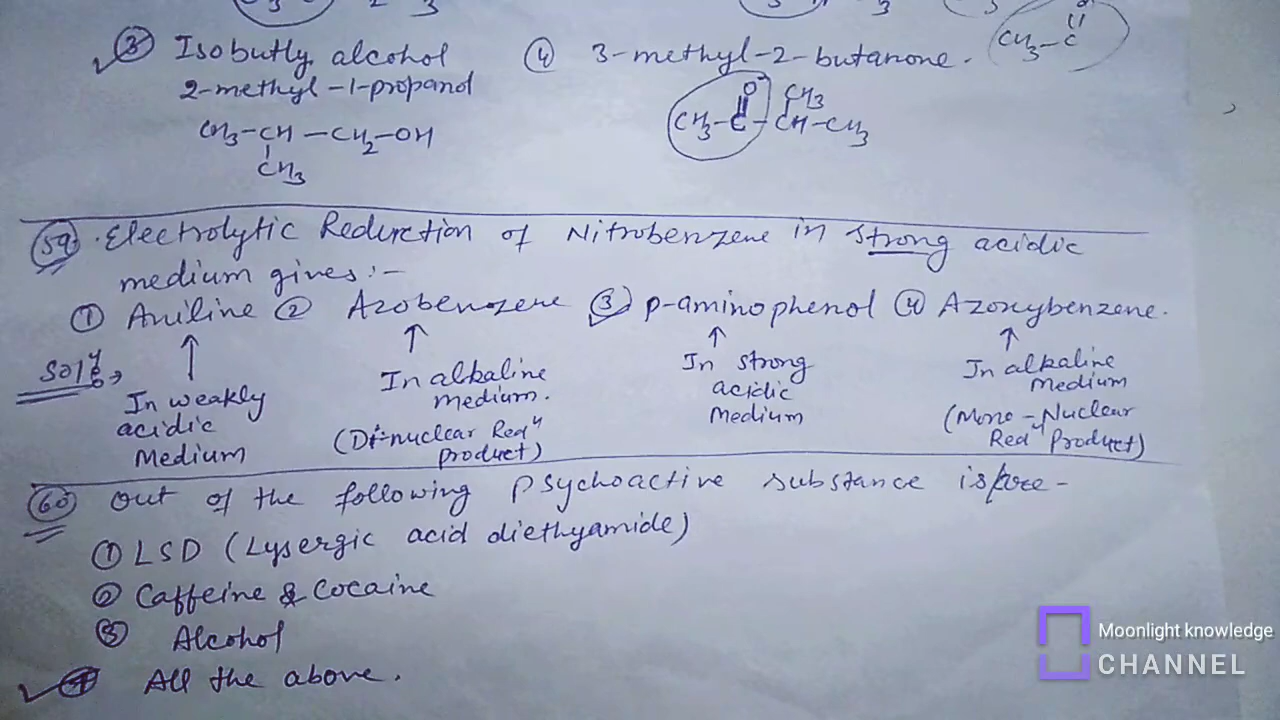 ③ Isobutly alcohol ④ 3-methyl-2-butanone.
CH3-C
2-methyl-1-propanol
O CH3
CH3-CH-CH2-OH CH3-C-CH-CH3
CH3
59. Electrolytic Reduction of Nitrobenzene in strong acidic
medium gives:-
① Aniline ② Azobenzene ③ p-aminophenol ④ Azoxybenzene.
Solⁿ,
In weakly
acidic
Medium
In alkaline
medium.
(Di-nuclear Redⁿ
product)
In strong
acidic
Medium
In alkaline
Medium
(Mono-Nuclear
Redⁿ Product)
60 Out of the following psychoactive substance is/are-
① LSD (Lysergic acid diethyamide)
② Caffeine & Cocaine
③ Alcohol
④ All the above.
Moonlight knowledge
CHANNEL